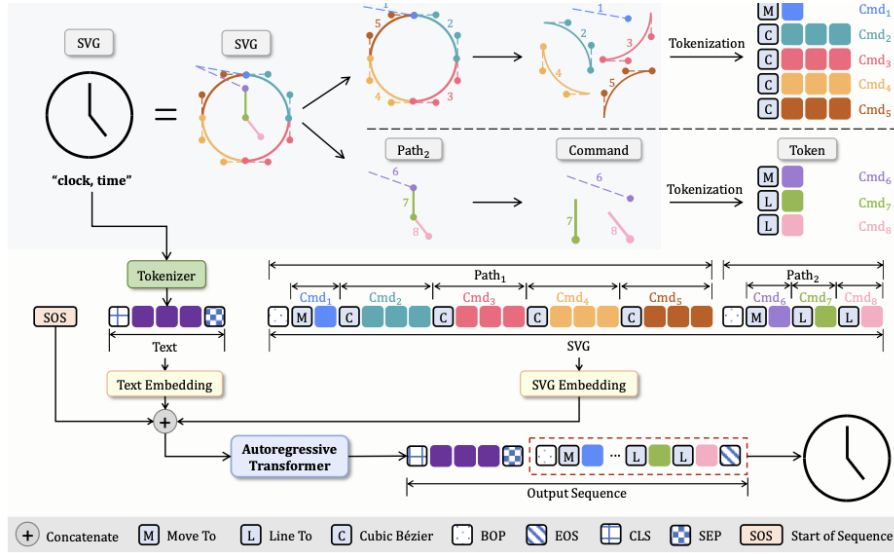 SVG
SVG
5 1 2
4 3
1
2
3
4
5
Tokenization
M Cmd₁
C Cmd₂
C Cmd₃
C Cmd₄
C Cmd₅
"clock, time"
Path₂
Command
Token
6
7
8
6
7
8
Tokenization
M Cmd₆
L Cmd₇
L Cmd₈
Tokenizer
Path₁ Path₂
Cmd₁ Cmd₂ Cmd₃ Cmd₄ Cmd₅ Cmd₆ Cmd₇ Cmd₈
SOS
M C C C C M L L
Text
SVG
Text Embedding
SVG Embedding
+
Autoregressive
Transformer
M ... L L
Output Sequence
+ Concatenate M Move To L Line To C Cubic Bézier BOP EOS CLS SEP SOS Start of Sequence